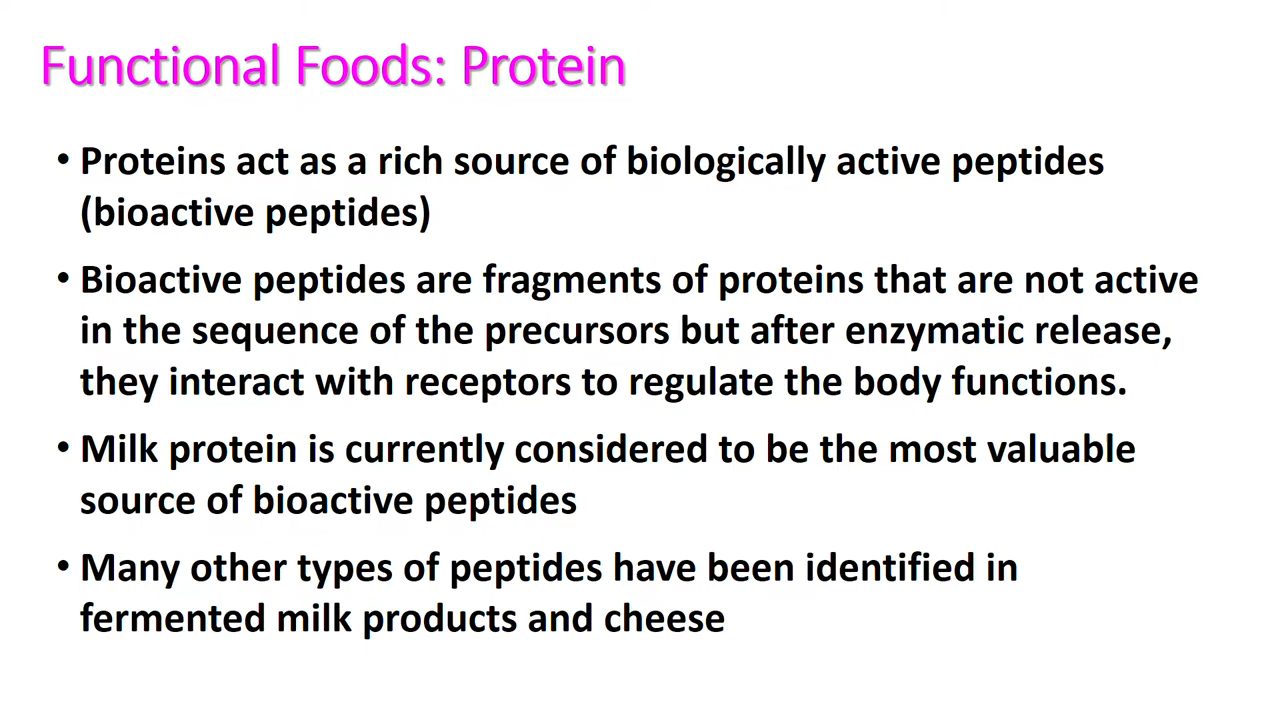 Functional Foods: Protein
• Proteins act as a rich source of biologically active peptides
(bioactive peptides)
• Bioactive peptides are fragments of proteins that are not active
in the sequence of the precursors but after enzymatic release,
they interact with receptors to regulate the body functions.
• Milk protein is currently considered to be the most valuable
source of bioactive peptides
• Many other types of peptides have been identified in
fermented milk products and cheese